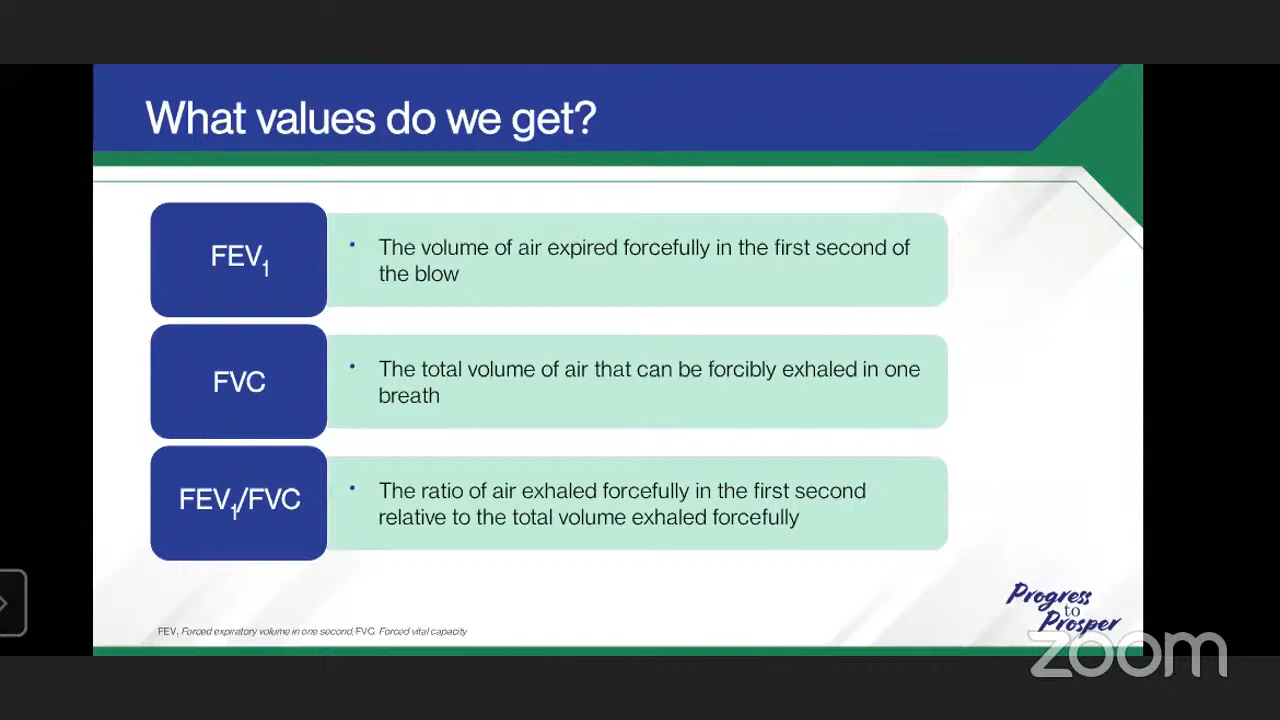 What values do we get?
FEV1
• The volume of air expired forcefully in the first second of
the blow
FVC
• The total volume of air that can be forcibly exhaled in one
breath
FEV1/FVC
• The ratio of air exhaled forcefully in the first second
relative to the total volume exhaled forcefully
FEV1 Forced expiratory volume in one second, FVC Forced vital capacity
Progress
to
Prosper
zoom